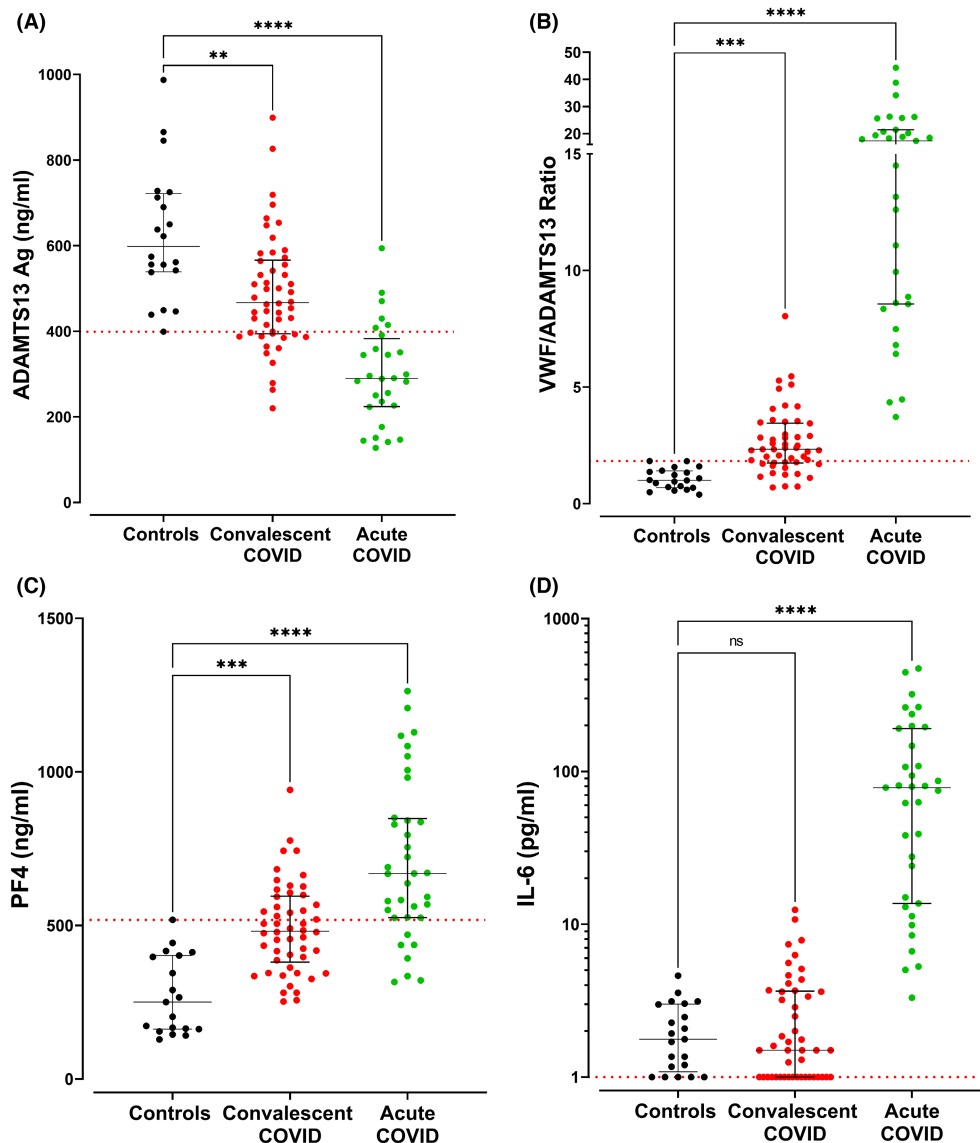 (A)
****
**
1000
800
600
400
200
0
ADAMTS13 Ag (ng/ml)
Controls
Convalescent
COVID
Acute
COVID
(B)
****
***
50
40
30
20
15
10
5
0
VWF/ADAMTS13 Ratio
Controls
Convalescent
COVID
Acute
COVID
(C)
****
***
1500
1000
500
0
PF4 (ng/ml)
Controls
Convalescent
COVID
Acute
COVID
(D)
****
ns
1000
100
10
1
IL-6 (pg/ml)
Controls
Convalescent
COVID
Acute
COVID